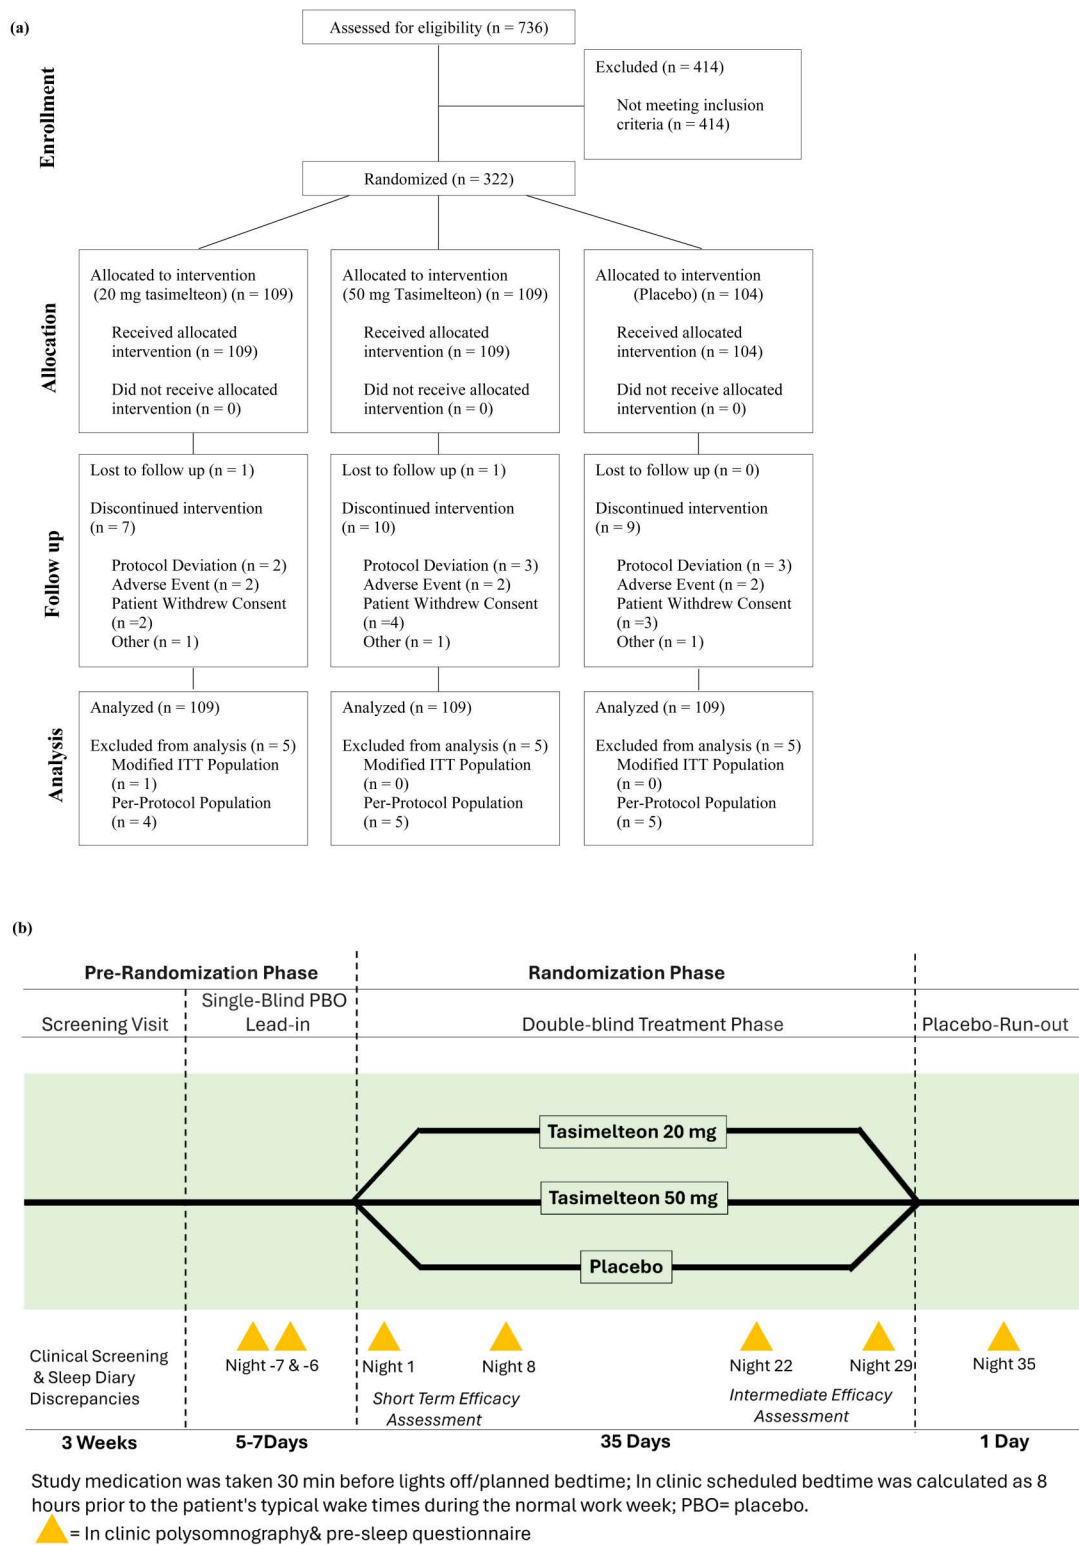 (a)
Assessed for eligibility (n = 736)
Excluded (n = 414)
Not meeting inclusion
criteria (n = 414)
Enrollment
Randomized (n = 322)
Allocation
Allocated to intervention
(20 mg tasimelteon) (n = 109)
Received allocated
intervention (n = 109)
Did not receive allocated
intervention (n = 0)
Allocated to intervention
(50 mg Tasimelteon) (n = 109)
Received allocated
intervention (n = 109)
Did not receive allocated
intervention (n = 0)
Allocated to intervention
(Placebo) (n = 104)
Received allocated
intervention (n = 104)
Did not receive allocated
intervention (n = 0)
Follow up
Lost to follow up (n = 1)
Discontinued intervention
(n = 7)
Protocol Deviation (n = 2)
Adverse Event (n = 2)
Patient Withdrew Consent
(n =2)
Other (n = 1)
Lost to follow up (n = 1)
Discontinued intervention
(n = 10)
Protocol Deviation (n = 3)
Adverse Event (n = 2)
Patient Withdrew Consent
(n =4)
Other (n = 1)
Lost to follow up (n = 0)
Discontinued intervention
(n = 9)
Protocol Deviation (n = 3)
Adverse Event (n = 2)
Patient Withdrew Consent
(n =3)
Other (n = 1)
Analysis
Analyzed (n = 109)
Excluded from analysis (n = 5)
Modified ITT Population
(n = 1)
Per-Protocol Population
(n = 4)
Analyzed (n = 109)
Excluded from analysis (n = 5)
Modified ITT Population
(n = 0)
Per-Protocol Population
(n = 5)
Analyzed (n = 109)
Excluded from analysis (n = 5)
Modified ITT Population
(n = 0)
Per-Protocol Population
(n = 5)
(b)
Pre-Randomization Phase
Randomization Phase
Screening Visit
Single-Blind PBO
Lead-in
Double-blind Treatment Phase
Placebo-Run-out
Tasimelteon 20 mg
Tasimelteon 50 mg
Placebo
Clinical Screening
& Sleep Diary
Discrepancies
Night -7 & -6
Night 1
Night 8
Night 22
Night 29
Night 35
Short Term Efficacy
Assessment
Intermediate Efficacy
Assessment
3 Weeks
5-7Days
35 Days
1 Day
Study medication was taken 30 min before lights off/planned bedtime; In clinic scheduled bedtime was calculated as 8
hours prior to the patient's typical wake times during the normal work week; PBO= placebo.
= In clinic polysomnography& pre-sleep questionnaire